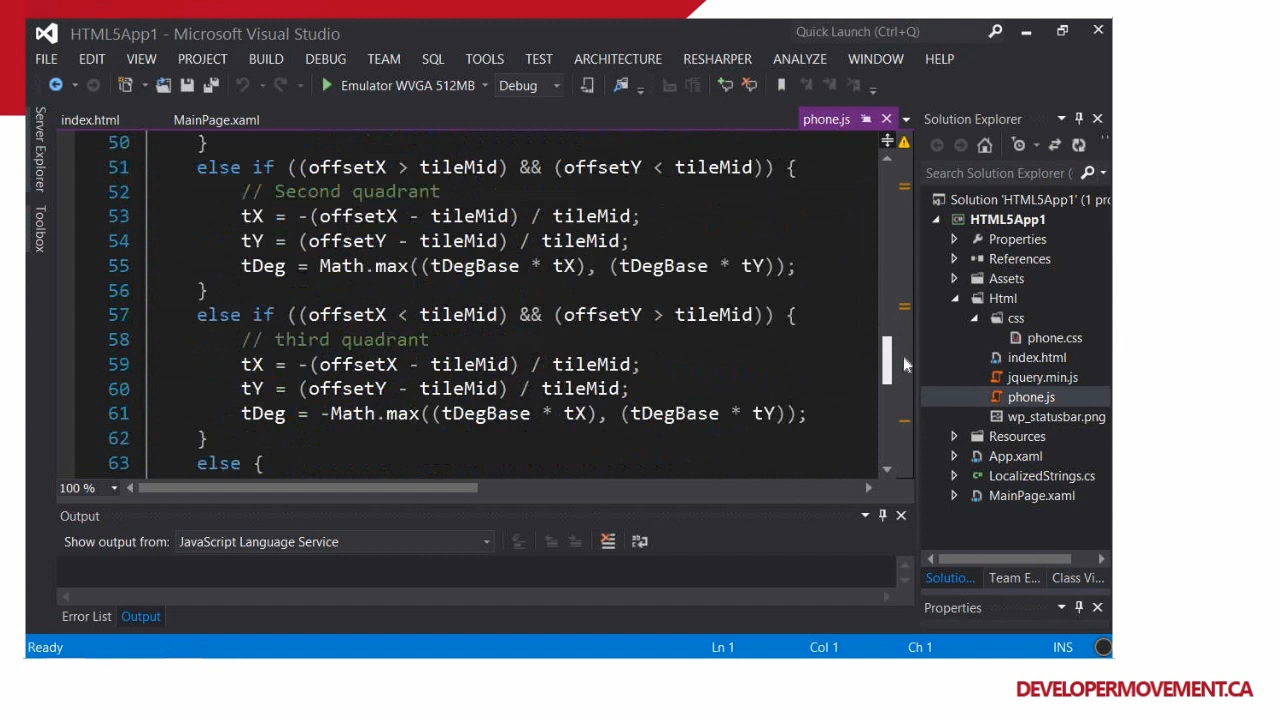 HTML5App1 - Microsoft Visual Studio
Quick Launch (Ctrl+Q)
FILE EDIT VIEW PROJECT BUILD DEBUG TEAM SQL TOOLS TEST ARCHITECTURE RESHARPER ANALYZE WINDOW HELP
Emulator WVGA 512MB Debug
Server Explorer
Toolbox
index.html MainPage.xaml phone.js
50 }
51 else if ((offsetX > tileMid) && (offsetY < tileMid)) {
52 // Second quadrant
53 tX = -(offsetX - tileMid) / tileMid;
54 tY = (offsetY - tileMid) / tileMid;
55 tDeg = Math.max((tDegBase * tX), (tDegBase * tY));
56 }
57 else if ((offsetX < tileMid) && (offsetY > tileMid)) {
58 // third quadrant
59 tX = -(offsetX - tileMid) / tileMid;
60 tY = (offsetY - tileMid) / tileMid;
61 tDeg = -Math.max((tDegBase * tX), (tDegBase * tY));
62 }
63 else {
100 %
Output
Show output from: JavaScript Language Service
Error List Output
Solution Explorer
Search Solution Explorer (
Solution 'HTML5App1' (1 pro
HTML5App1
Properties
References
Assets
Html
css
phone.css
index.html
jquery.min.js
phone.js
wp_statusbar.png
Resources
App.xaml
LocalizedStrings.cs
MainPage.xaml
Solutio... Team E... Class Vi...
Properties
Ready Ln 1 Col 1 Ch 1 INS
DEVELOPERMOVEMENT.CA